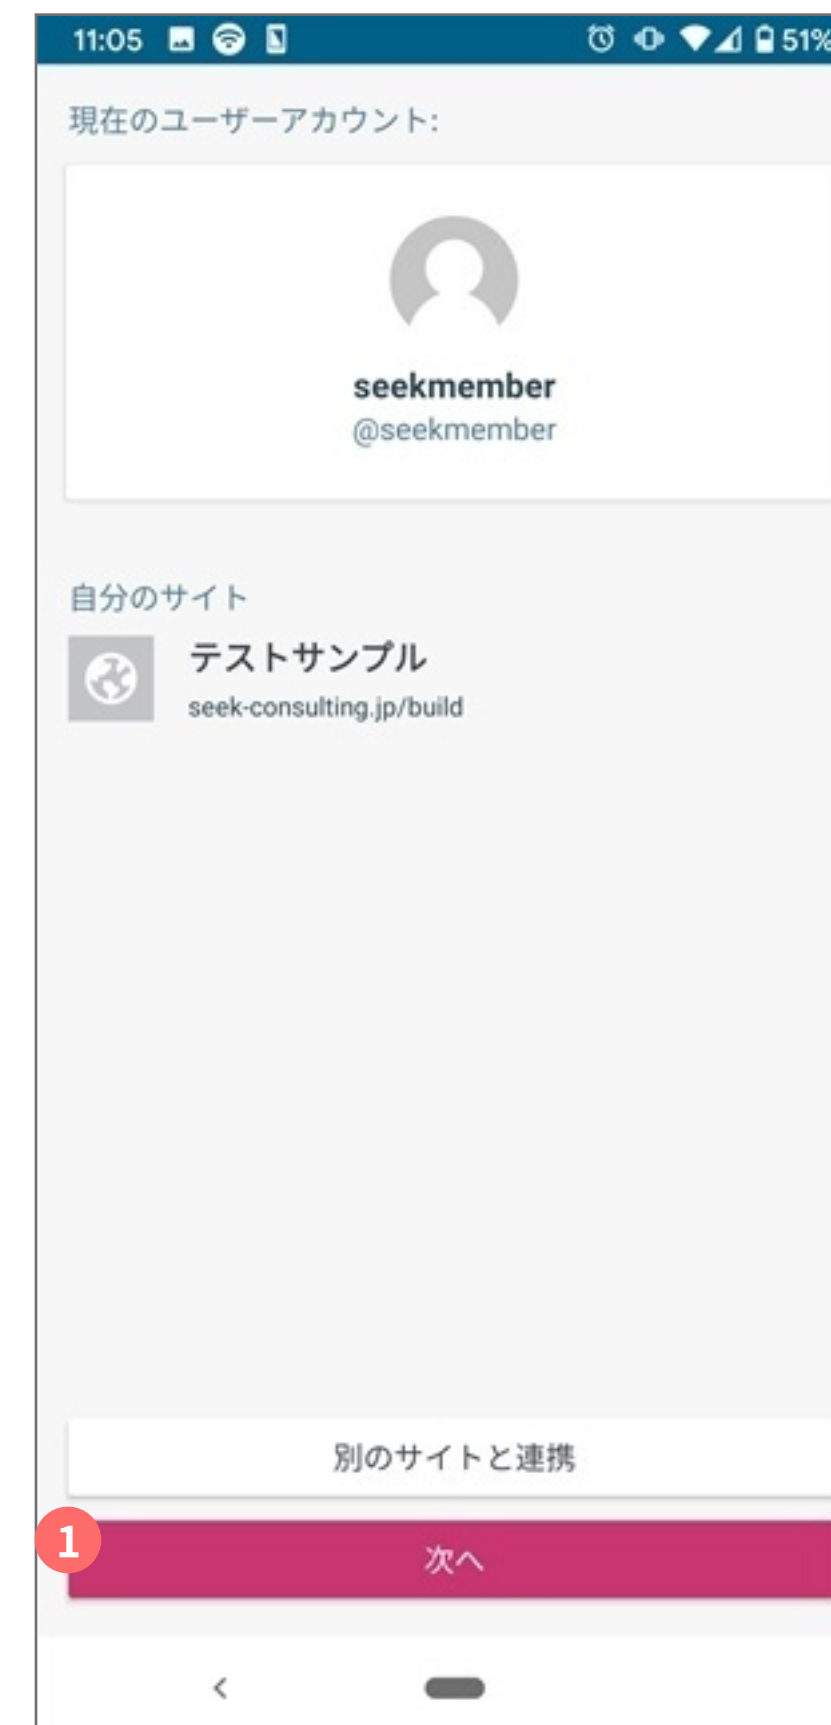 11:05 51%
現在のユーザーアカウント:
seekmember
@seekmember
自分のサイト
テストサンプル
seek-consulting.jp/build
別のサイトと連携
1
次へ